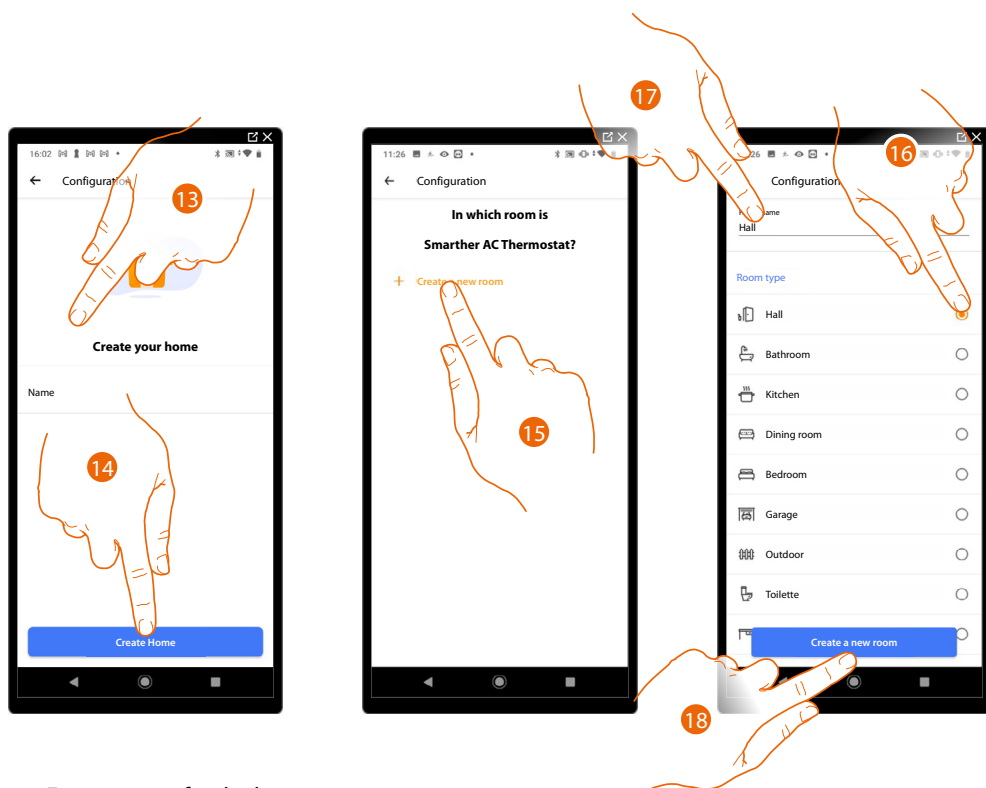 16:02
Configuration
13
Create your home
Name
14
Create Home
11:26
Configuration
In which room is
Smarther AC Thermostat?
Create a new room
15
17
16
26
Configuration
name
Hall
Room type
Hall
Bathroom
Kitchen
Dining room
Bedroom
Garage
Outdoor
Toilette
Create a new room
18